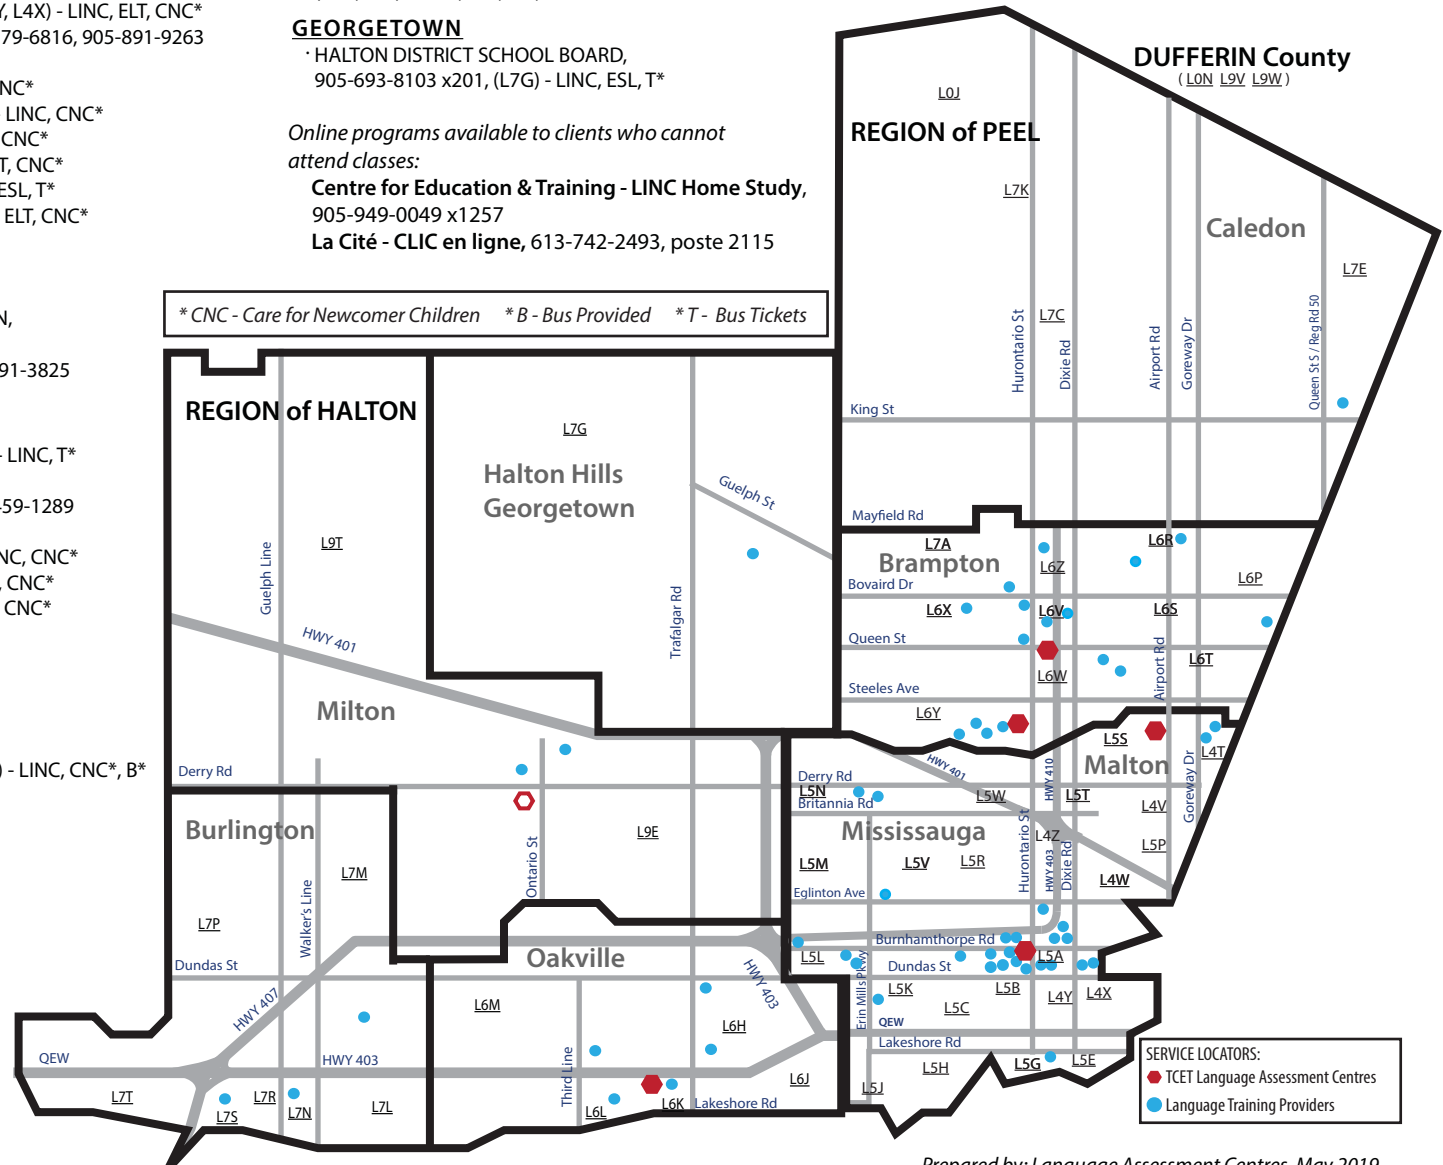 Y, L4X) - LINC, ELT, CNC*
79-6816, 905-891-9263
NC*
LINC, CNC*
CNC*
T, CNC*
ESL, T*
ELT, CNC*
N,
91-3825
- LINC, T*
59-1289
NC, CNC*
, CNC*
CNC*
) - LINC, CNC*, B*
GEORGETOWN
· HALTON DISTRICT SCHOOL BOARD,
905-693-8103 x201, (L7G) - LINC, ESL, T*
Online programs available to clients who cannot
attend classes:
Centre for Education & Training - LINC Home Study,
905-949-0049 x1257
La Cité - CLIC en ligne, 613-742-2493, poste 2115
* CNC - Care for Newcomer Children * B - Bus Provided * T - Bus Tickets
DUFFERIN County
( L0N L9V L9W )
L0J
REGION of PEEL
L7K
Caledon
L7E
L7C
Hurontario St
Dixie Rd
Airport Rd
Goreway Dr
Queen St S / Reg Rd 50
King St
Mayfield Rd
REGION of HALTON
L7G
Halton Hills
Georgetown
Guelph St
L9T
Guelph Line
HWY 401
Trafalgar Rd
Milton
L7A
Brampton
L6R
L6Z
L6P
Bovaird Dr
L6X
L6V
L6S
Queen St
L6W
Airport Rd
L6T
Steeles Ave
L6Y
L5S
L4T
Malton
HWY 401
HWY 410
Goreway Dr
Derry Rd
Derry Rd
L5N
Britannia Rd
L5W
L5T
L4V
Burlington
L9E
Ontario St
Mississauga
Hurontario St
L4Z
L5P
L7M
L5M
L5V
L5R
HWY 403
Dixie Rd
L4W
Eglinton Ave
L7P
Walker's Line
Burnhamthorpe Rd
Oakville
L5L
L5A
Dundas St
Dundas St
HWY 403
Erin Mills Pkwy
L5K
L5B
L4Y
L4X
L6M
L5C
HWY 407
L6H
QEW
QEW
HWY 403
Lakeshore Rd
Third Line
L5H
L5G
L5E
L6J
L5J
L7T
L7R
L7S
L7N
L7L
L6L
L6K
Lakeshore Rd
SERVICE LOCATORS:
TCET Language Assessment Centres
Language Training Providers
Prepared by: Language Assessment Centres, May 2019